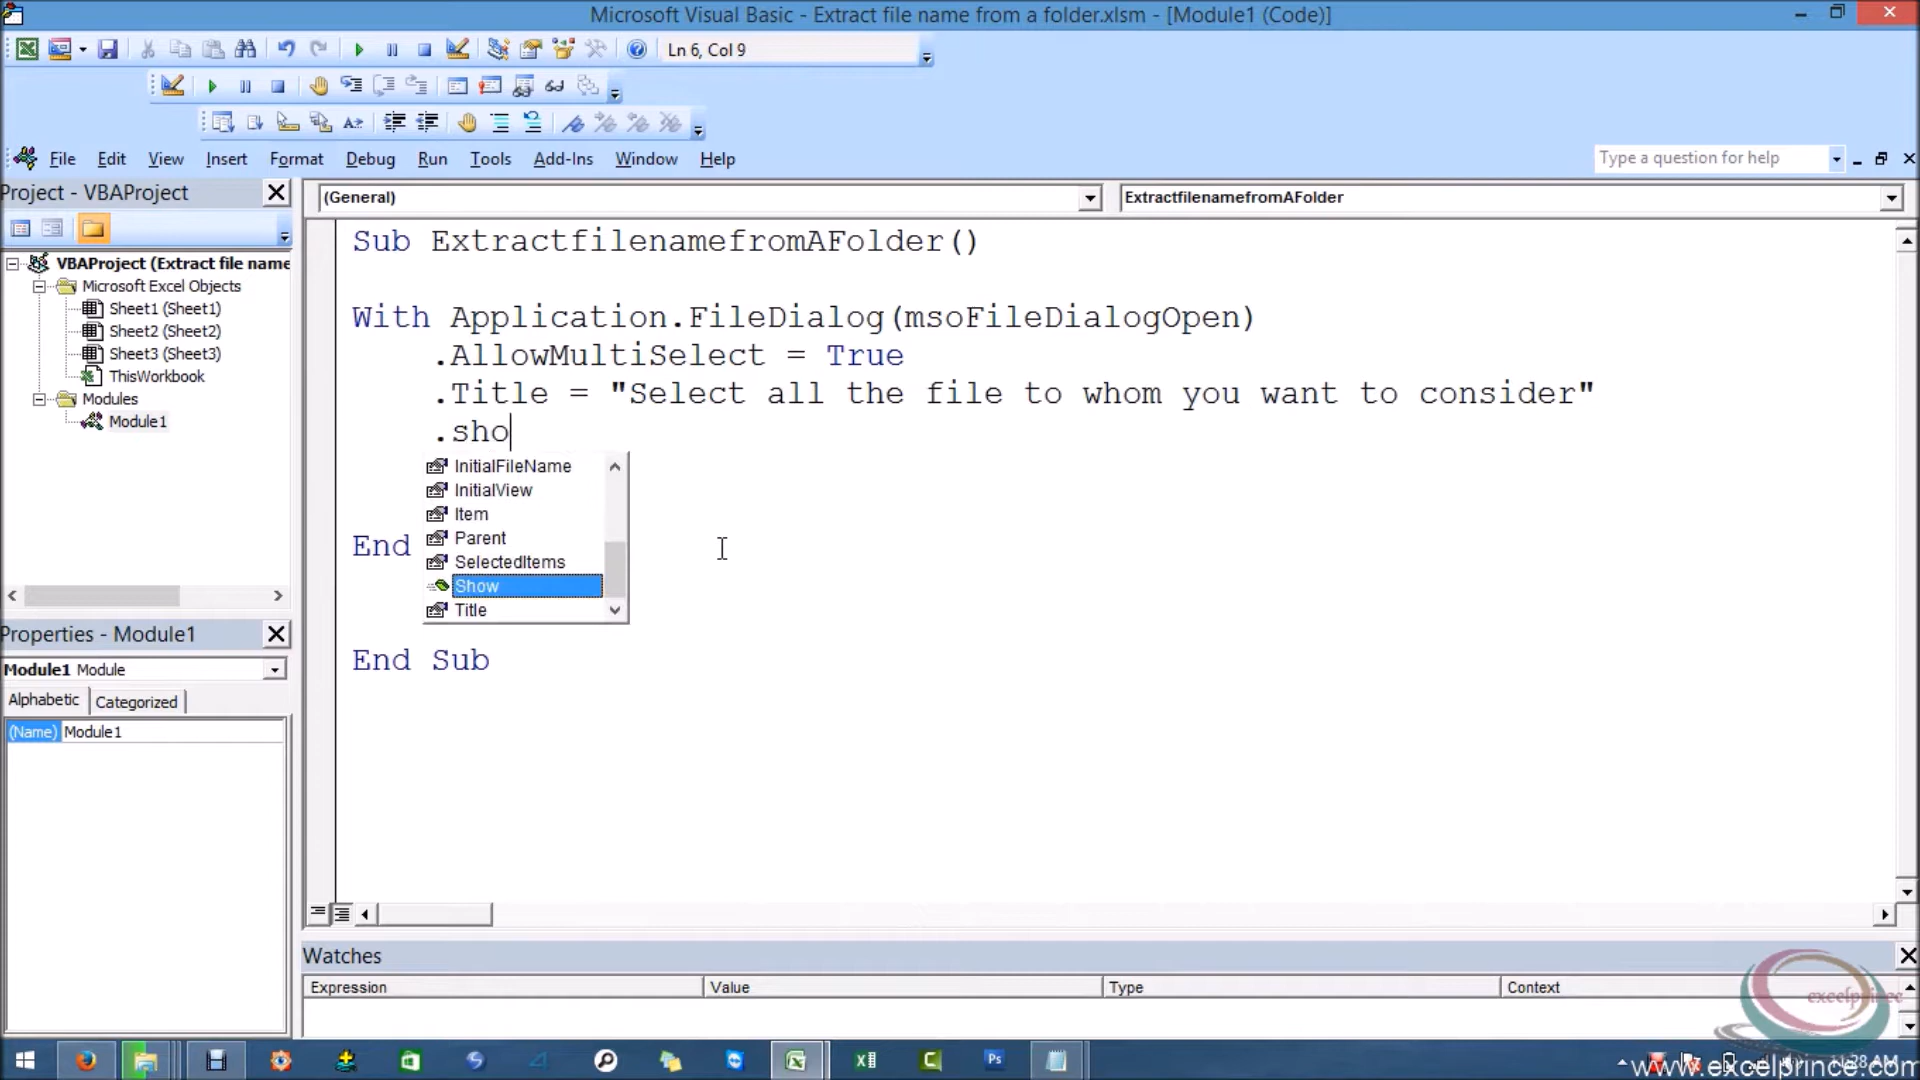 Microsoft Visual Basic - Extract file name from a folder.xlsm - [Module1 (Code)]
Ln 6, Col 9
File Edit View Insert Format Debug Run Tools Add-Ins Window Help
Type a question for help
Project - VBAProject
(General)
ExtractfilenamefromAFolder
VBAProject (Extract file name
Microsoft Excel Objects
Sheet1 (Sheet1)
Sheet2 (Sheet2)
Sheet3 (Sheet3)
ThisWorkbook
Modules
Module1
Sub ExtractfilenamefromAFolder()
With Application.FileDialog(msoFileDialogOpen)
.AllowMultiSelect = True
.Title = "Select all the file to whom you want to consider"
.sho
InitialFileName
InitialView
Item
Parent
SelectedItems
Show
Title
End
End Sub
Properties - Module1
Module1 Module
Alphabetic Categorized
(Name) Module1
Watches
Expression Value Type Context
excelprince
www.excelprince.com
11:28 AM